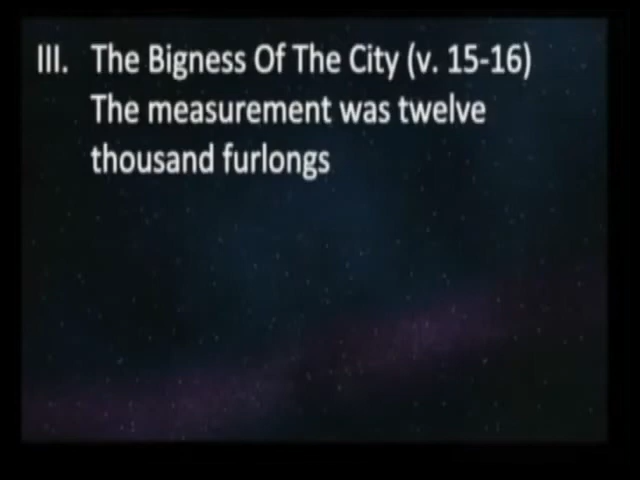 III. The Bigness Of The City (v. 15-16)
The measurement was twelve
thousand furlongs